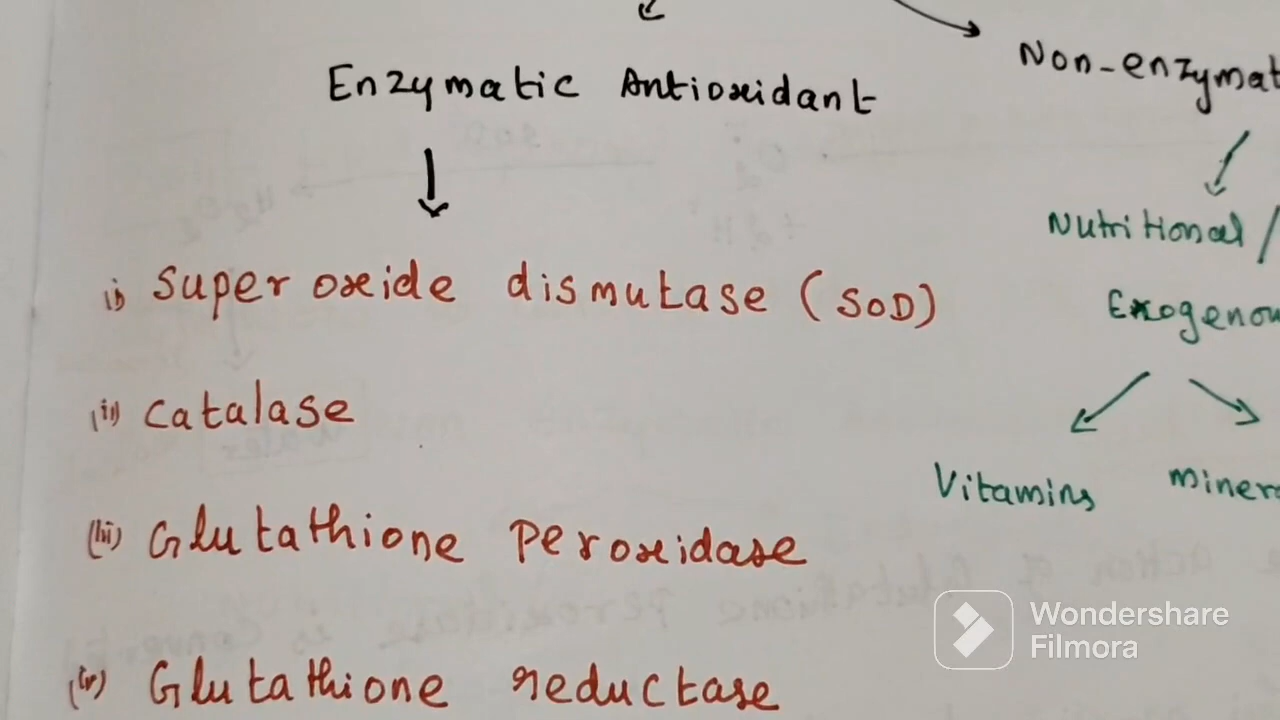 Enzymatic Antioxidant
Non-enzymat
Nutritional /
Exogenou
Vitamins
miner
i) Superoxide dismutase (SOD)
(ii) Catalase
(iii) Glutathione Peroxidase
(iv) Glutathione reductase
Wondershare
Filmora